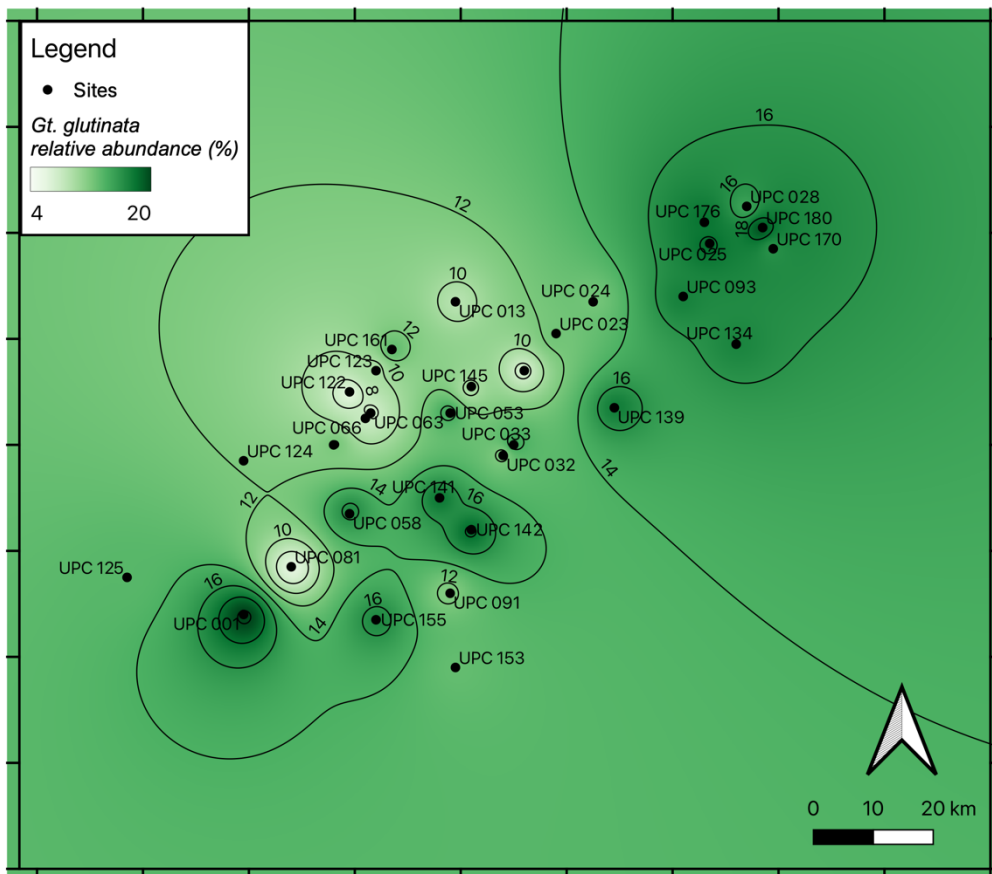 Legend
Sites
Gt. glutinata
relative abundance (%)
4 20
16
16
UPC 028
UPC 176
UPC 180
18
UPC 170
UPC 025
12
UPC 093
UPC 024
10
UPC 013
UPC 023
UPC 134
12
UPC 161
10
UPC 123
10
UPC 122
8
UPC 145
16
UPC 139
UPC 053
UPC 063
UPC 066
UPC 033
UPC 032
UPC 124
14
14
UPC 141
16
12
UPC 058
UPC 142
10
UPC 081
UPC 125
16
12
UPC 091
16
UPC 001
14
UPC 155
UPC 153
0 10 20 km